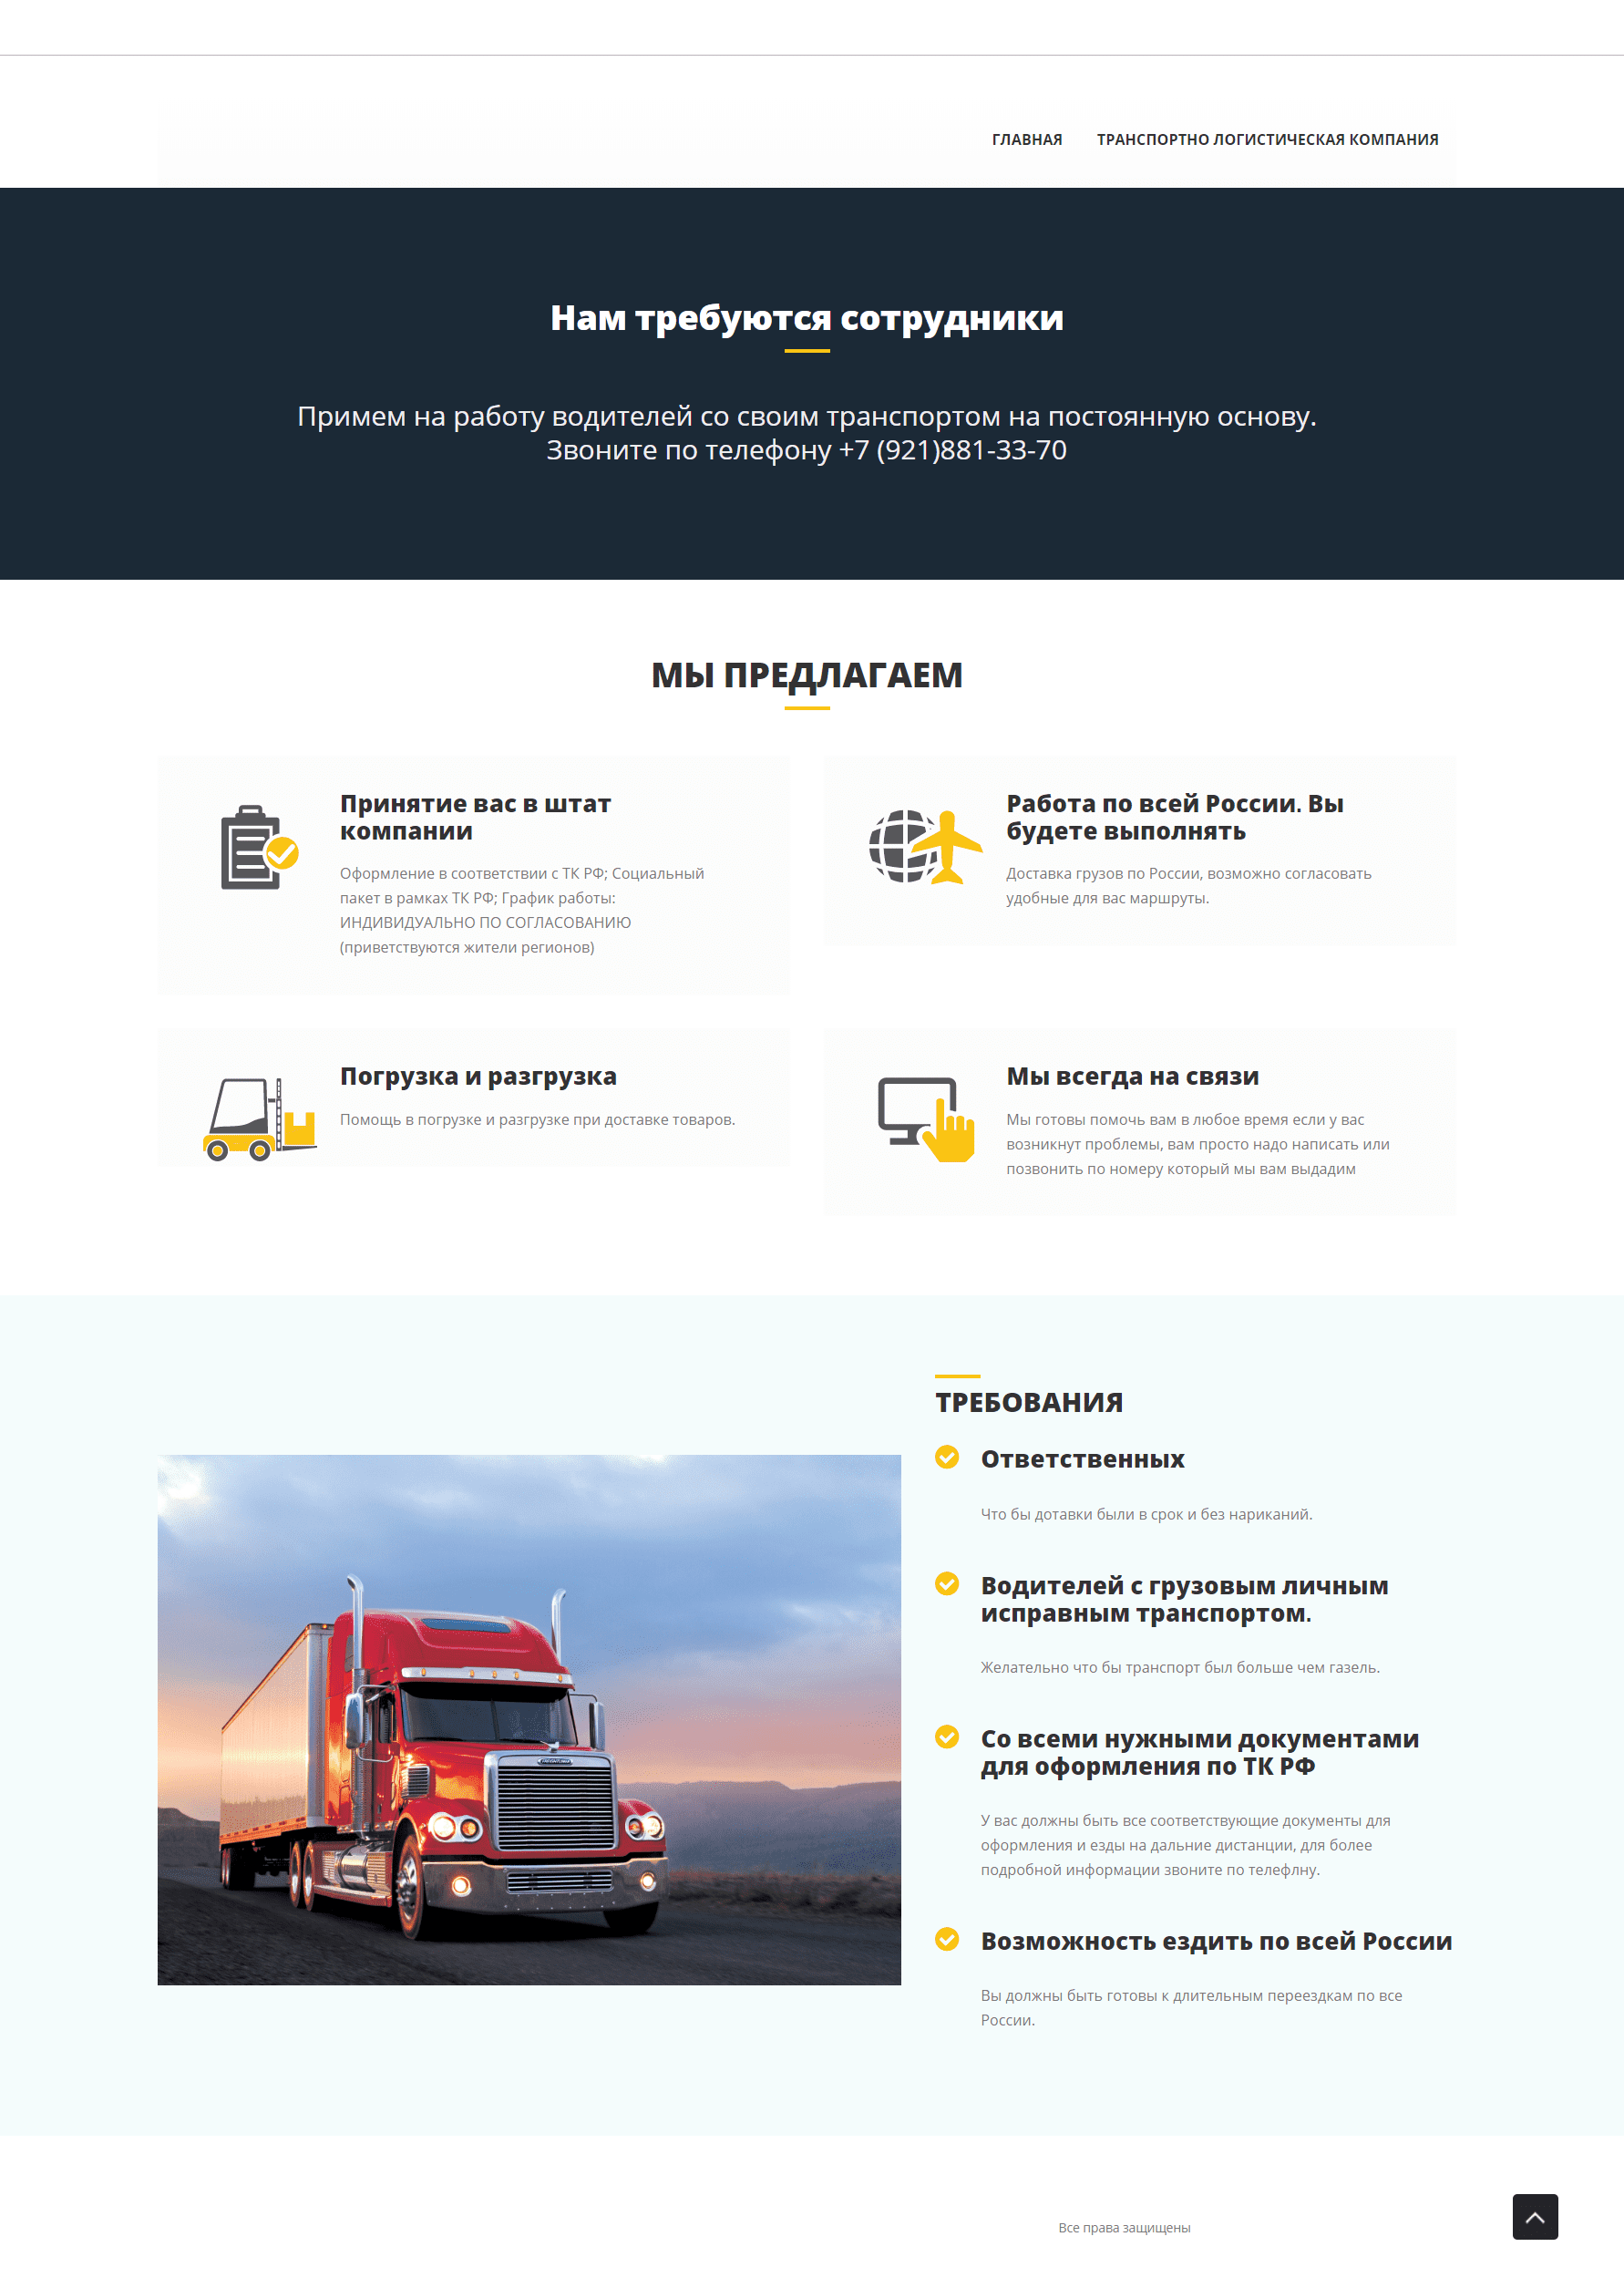 ГЛАВНАЯ ТРАНСПОРТНО ЛОГИСТИЧЕСКАЯ КОМПАНИЯ
Нам требуются сотрудники
Примем на работу водителей со своим транспортом на постоянную основу.
Звоните по телефону +7 (921)881-33-70
МЫ ПРЕДЛАГАЕМ
Принятие вас в штат
компании
Оформление в соответствии с ТК РФ; Социальный
пакет в рамках ТК РФ; График работы:
ИНДИВИДУАЛЬНО ПО СОГЛАСОВАНИЮ
(приветствуются жители регионов)
Работа по всей России. Вы
будете выполнять
Доставка грузов по России, возможно согласовать
удобные для вас маршруты.
Погрузка и разгрузка
Помощь в погрузке и разгрузке при доставке товаров.
Мы всегда на связи
Мы готовы помочь вам в любое время если у вас
возникнут проблемы, вам просто надо написать или
позвонить по номеру который мы вам выдадим
ТРЕБОВАНИЯ
Ответственных
Что бы дотавки были в срок и без нариканий.
Водителей с грузовым личным
исправным транспортом.
Желательно что бы транспорт был больше чем газель.
Со всеми нужными документами
для оформления по ТК РФ
У вас должны быть все соответствующие документы для
оформления и езды на дальние дистанции, для более
подробной информации звоните по телефлну.
Возможность ездить по всей России
Вы должны быть готовы к длительным переездкам по все
России.
Все права защищены